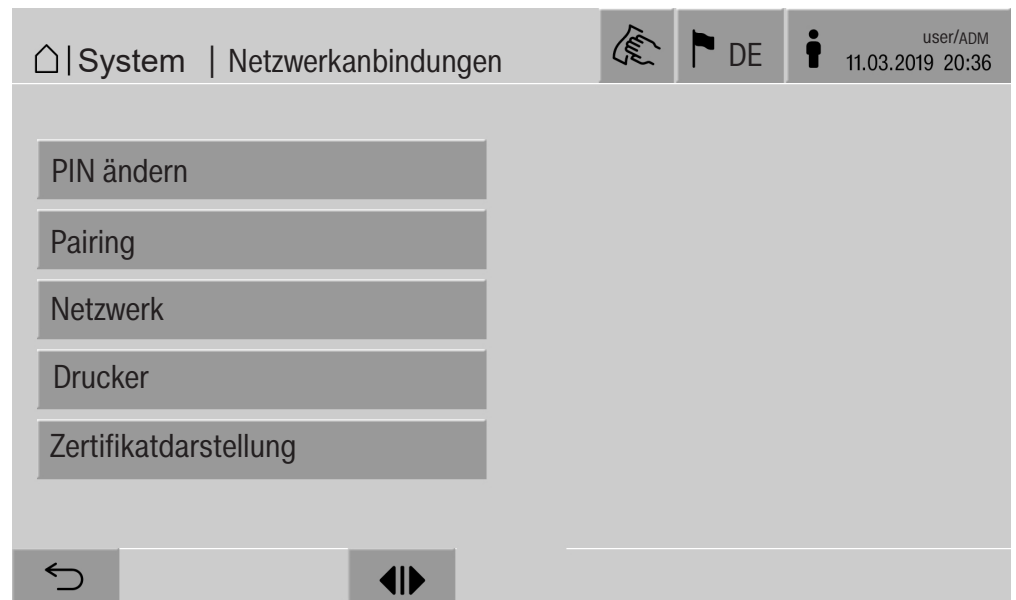 | System | Netzwerkanbindungen
DE
user/ADM
11.03.2019 20:36
PIN ändern
Pairing
Netzwerk
Drucker
Zertifikatdarstellung